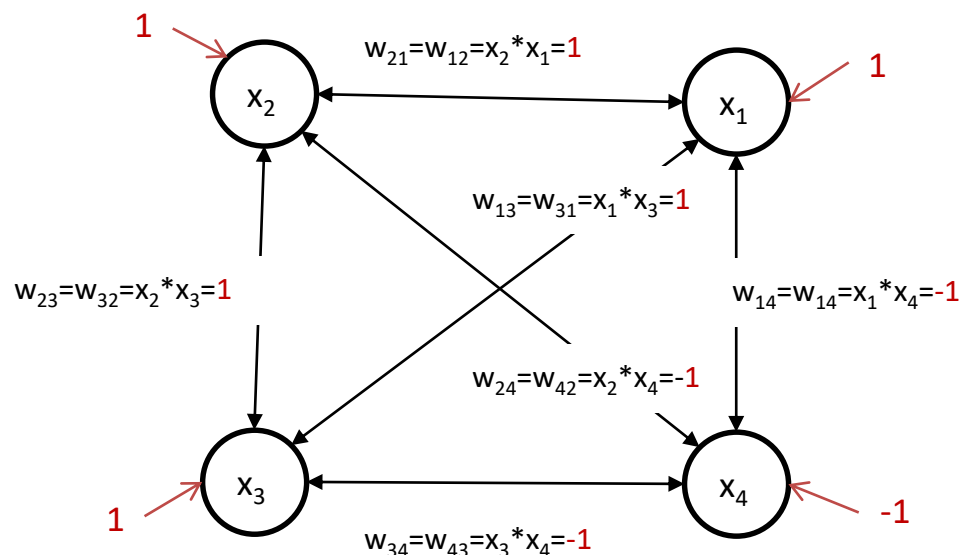 1
w₂₁=w₁₂=x₂*x₁=1
1
x₂
x₁
w₁₃=w₃₁=x₁*x₃=1
w₂₃=w₃₂=x₂*x₃=1
w₁₄=w₁₄=x₁*x₄=-1
w₂₄=w₄₂=x₂*x₄=-1
x₃
x₄
1
-1
w₃₄=w₄₃=x₃*x₄=-1